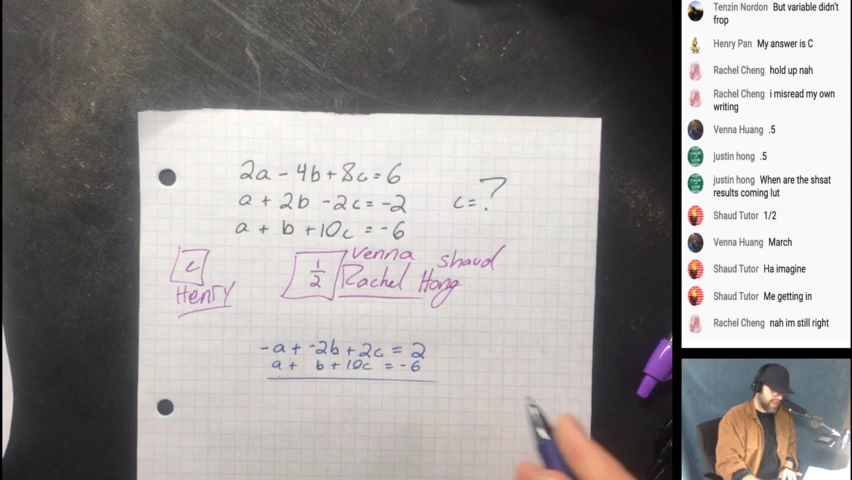 2a - 4b + 8c = 6
a + 2b - 2c = -2
a + b + 10c = -6
c = ?
c
Henry
1/2
Venna
Shaud
Rachel Hong
-a + -2b + 2c = 2
a + b + 10c = -6
Tenzin Nordon But variable didn't
frop
Henry Pan My answer is C
Rachel Cheng hold up nah
Rachel Cheng i misread my own
writing
Venna Huang .5
justin hong .5
justin hong When are the shsat
results coming lut
Shaud Tutor 1/2
Venna Huang March
Shaud Tutor Ha imagine
Shaud Tutor Me getting in
Rachel Cheng nah im still right